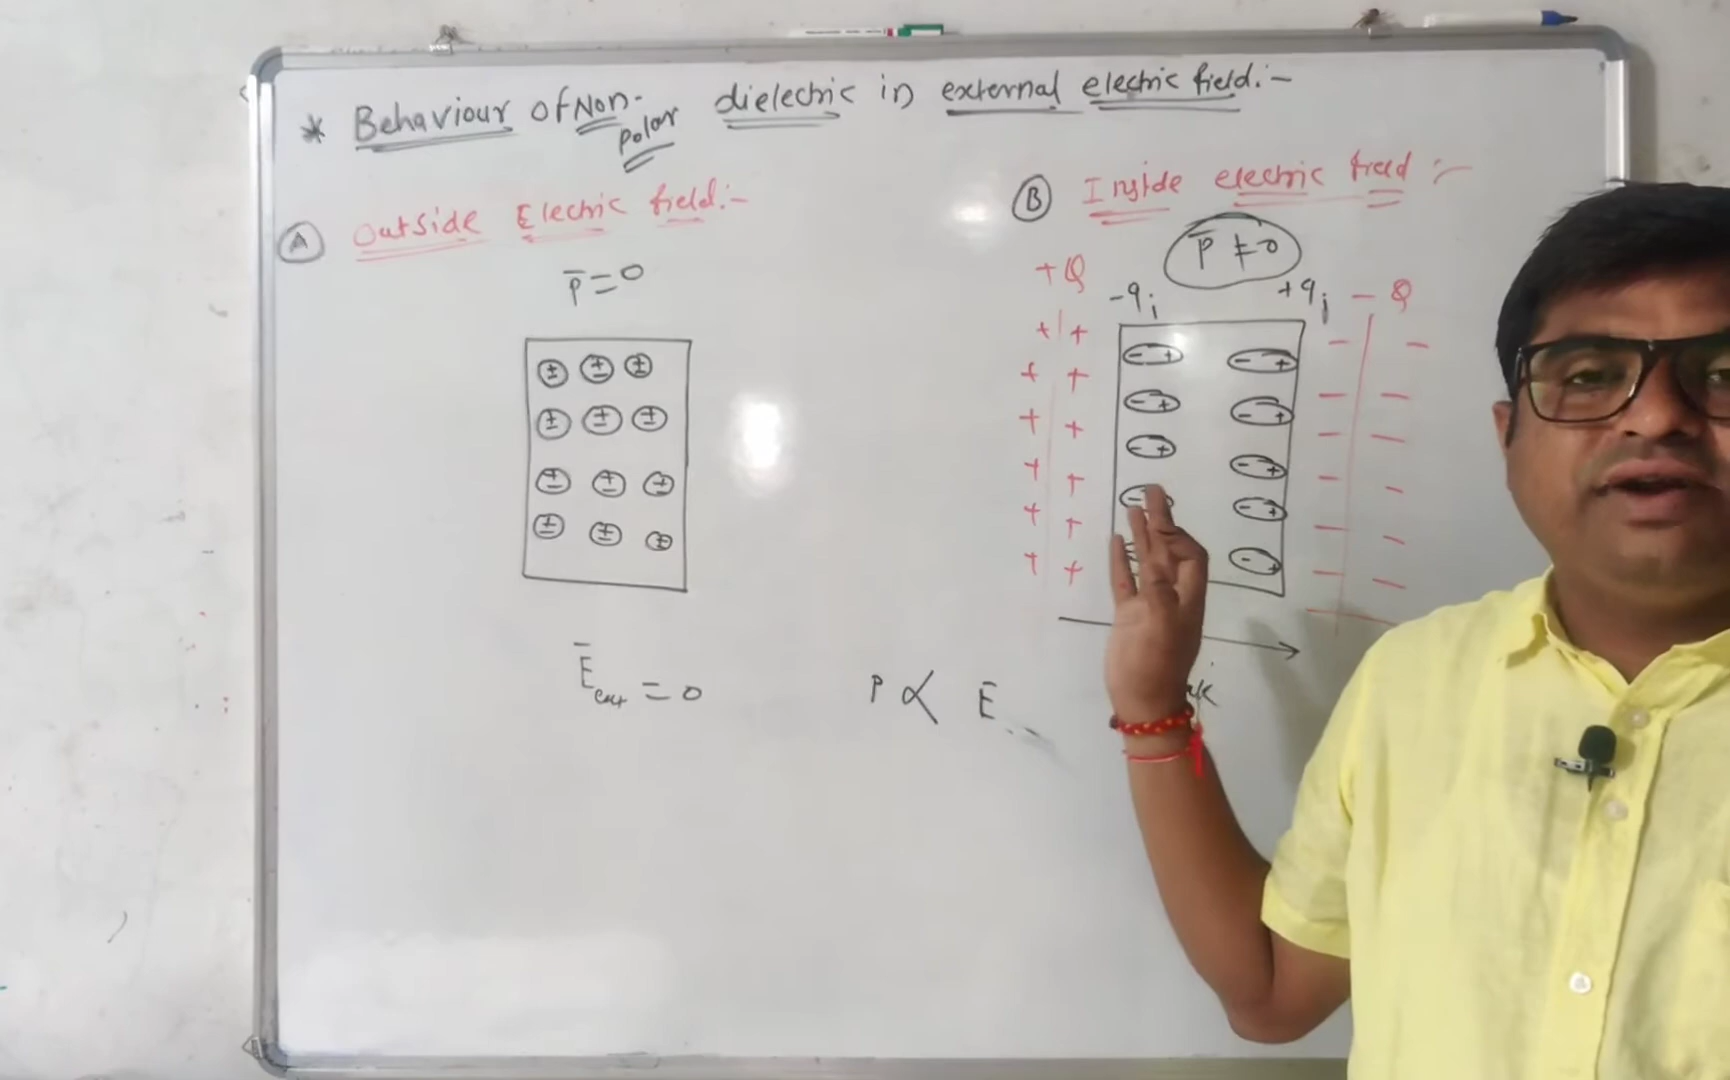 * Behaviour of Non-polar dielectric in external electric field:-
Ⓐ Outside Electric field:-
p̅ = 0
± ± ±
± ± ±
± ± ±
± ± ±
E̅ext = 0
Ⓑ Inside electric field:-
p̅ ≠ 0
+Q -qi +qi - Q
+ + - + - + - -
+ + - + - + - -
+ + - + - + - -
+ + - - + - -
+ + - + - -
+ + - -
P ∝ E